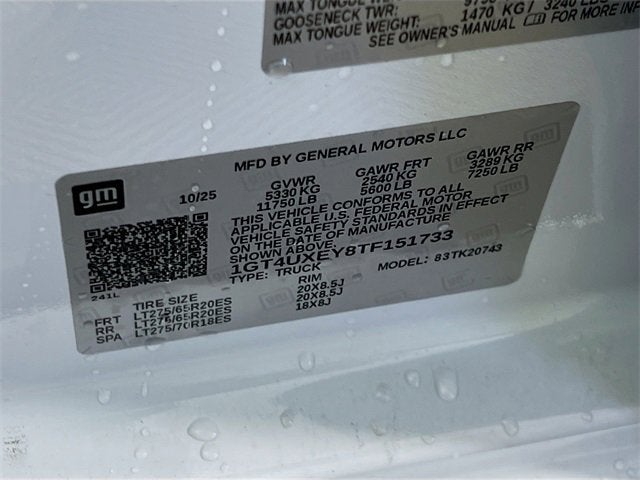 MAX TONGUE
GOOSENECK TWR: 1470 KG/ 3240 LBS
MAX TONGUE WEIGHT:
SEE OWNER'S MANUAL FOR MORE
gm
MFD BY GENERAL MOTORS LLC
10/25
GVWR GAWR FRT GAWR RR
5330 KG 2540 KG 3289 KG
11750 LB 5600 LB 7250 LB
THIS VEHICLE CONFORMS TO ALL
APPLICABLE U.S. FEDERAL MOTOR
VEHICLE SAFETY STANDARDS IN EFFECT
ON THE DATE OF MANUFACTURE
SHOWN ABOVE.
1GT4UXEY8TF151733
TYPE: TRUCK MODEL: 83TK20743
241L
TIRE SIZE RIM
FRT LT275/65R20ES 20X8.5J
RR LT275/65R20ES 20X8.5J
SPA LT275/70R18ES 18X8J